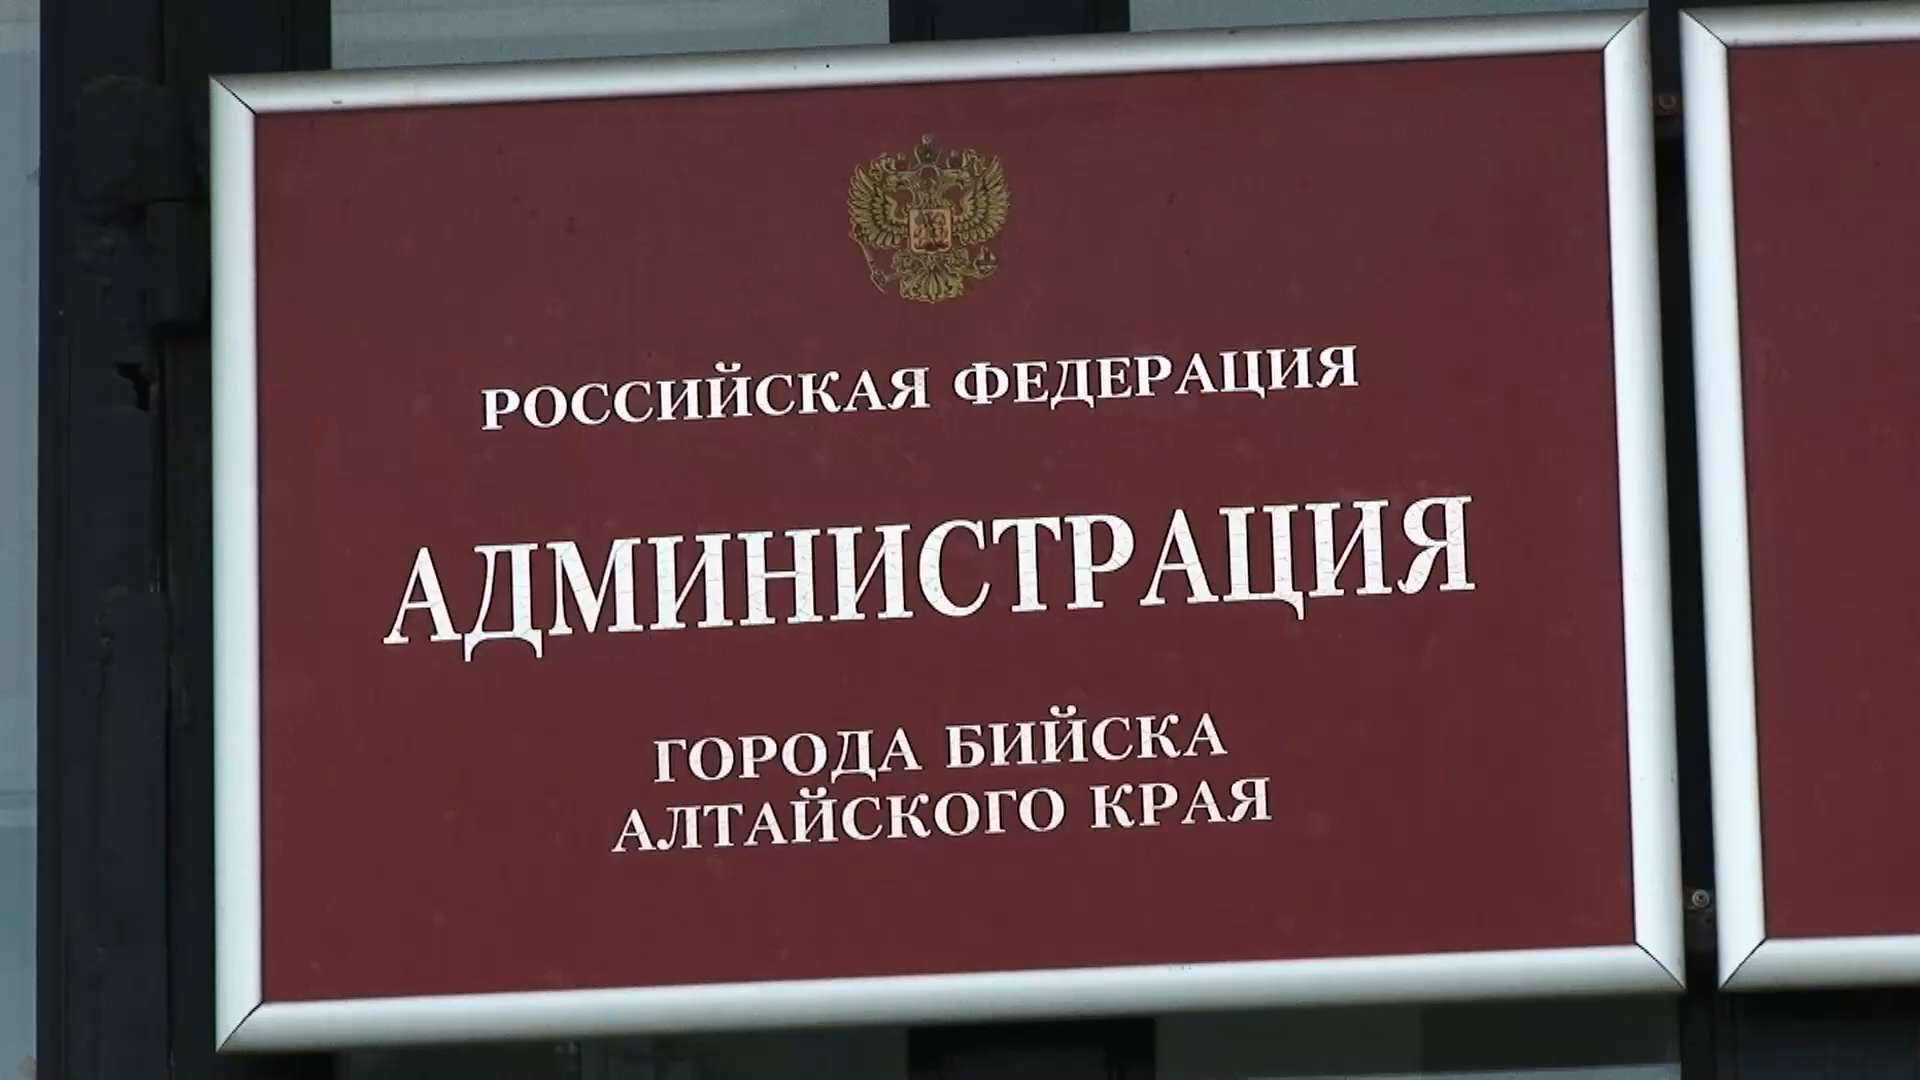 РОССИЙСКАЯ ФЕДЕРАЦИЯ
АДМИНИСТРАЦИЯ
ГОРОДА БИЙСКА
АЛТАЙСКОГО КРАЯ